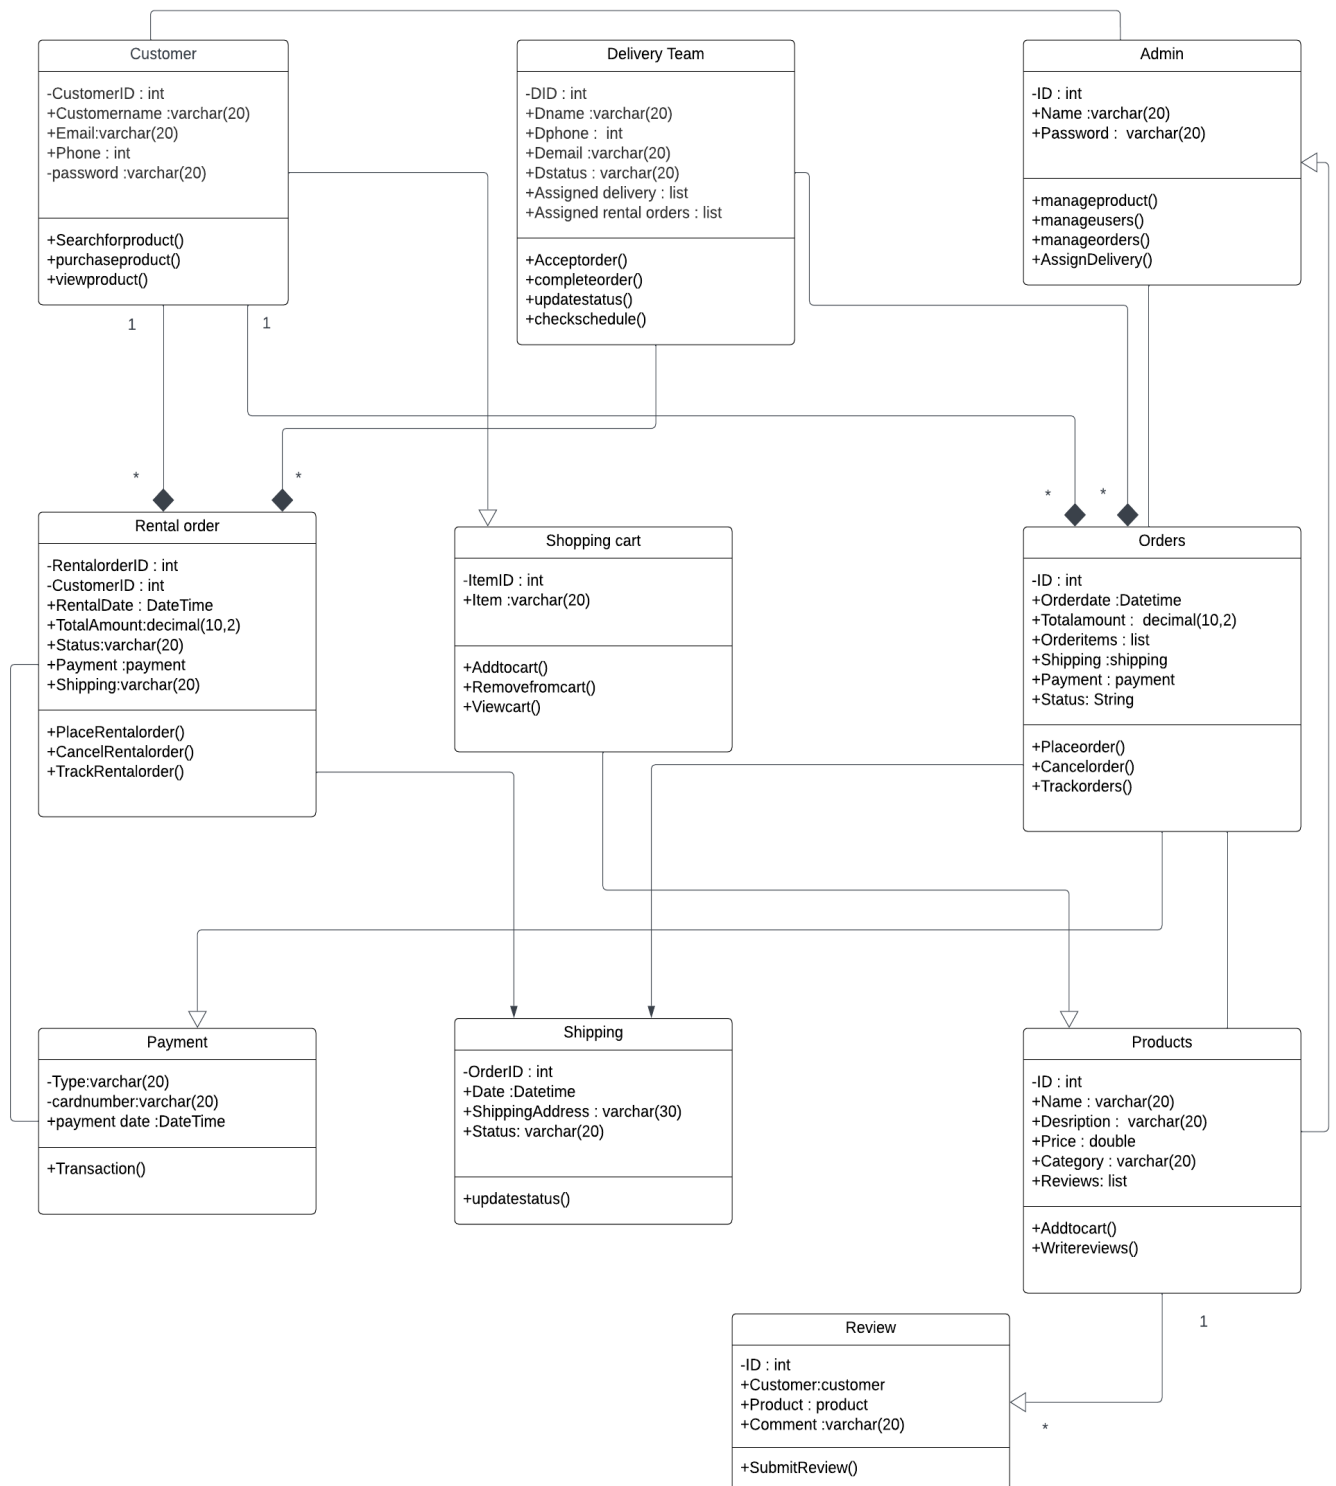 Customer
-CustomerID : int
+Customername :varchar(20)
+Email:varchar(20)
+Phone : int
-password :varchar(20)
+Searchforproduct()
+purchaseproduct()
+viewproduct()
Delivery Team
-DID : int
+Dname :varchar(20)
+Dphone :  int
+Demail :varchar(20)
+Dstatus : varchar(20)
+Assigned delivery : list
+Assigned rental orders : list
+Acceptorder()
+completeorder()
+updatestatus()
+checkschedule()
Admin
-ID : int
+Name :varchar(20)
+Password :  varchar(20)
+manageproduct()
+manageusers()
+manageorders()
+AssignDelivery()
1
1
*
*
*
*
Rental order
-RentalorderID : int
-CustomerID : int
+RentalDate : DateTime
+TotalAmount:decimal(10,2)
+Status:varchar(20)
+Payment :payment
+Shipping:varchar(20)
+PlaceRentalorder()
+CancelRentalorder()
+TrackRentalorder()
Shopping cart
-ItemID : int
+Item :varchar(20)
+Addtocart()
+Removefromcart()
+Viewcart()
Orders
-ID : int
+Orderdate :Datetime
+Totalamount :  decimal(10,2)
+Orderitems : list
+Shipping :shipping
+Payment : payment
+Status: String
+Placeorder()
+Cancelorder()
+Trackorders()
Payment
-Type:varchar(20)
-cardnumber:varchar(20)
+payment date :DateTime
+Transaction()
Shipping
-OrderID : int
+Date :Datetime
+ShippingAddress : varchar(30)
+Status: varchar(20)
+updatestatus()
Products
-ID : int
+Name : varchar(20)
+Desription :  varchar(20)
+Price : double
+Category : varchar(20)
+Reviews: list
+Addtocart()
+Writereviews()
1
*
Review
-ID : int
+Customer:customer
+Product : product
+Comment :varchar(20)
+SubmitReview()